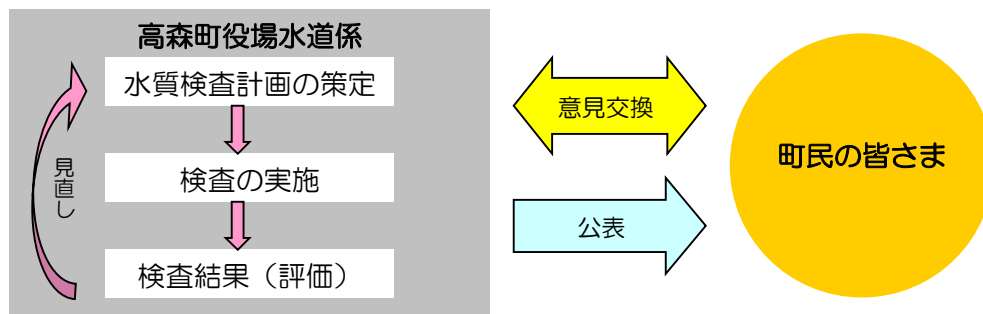 高森町役場水道係
水質検査計画の策定
検査の実施
検査結果（評価）
見直し
意見交換
公表
町民の皆さま